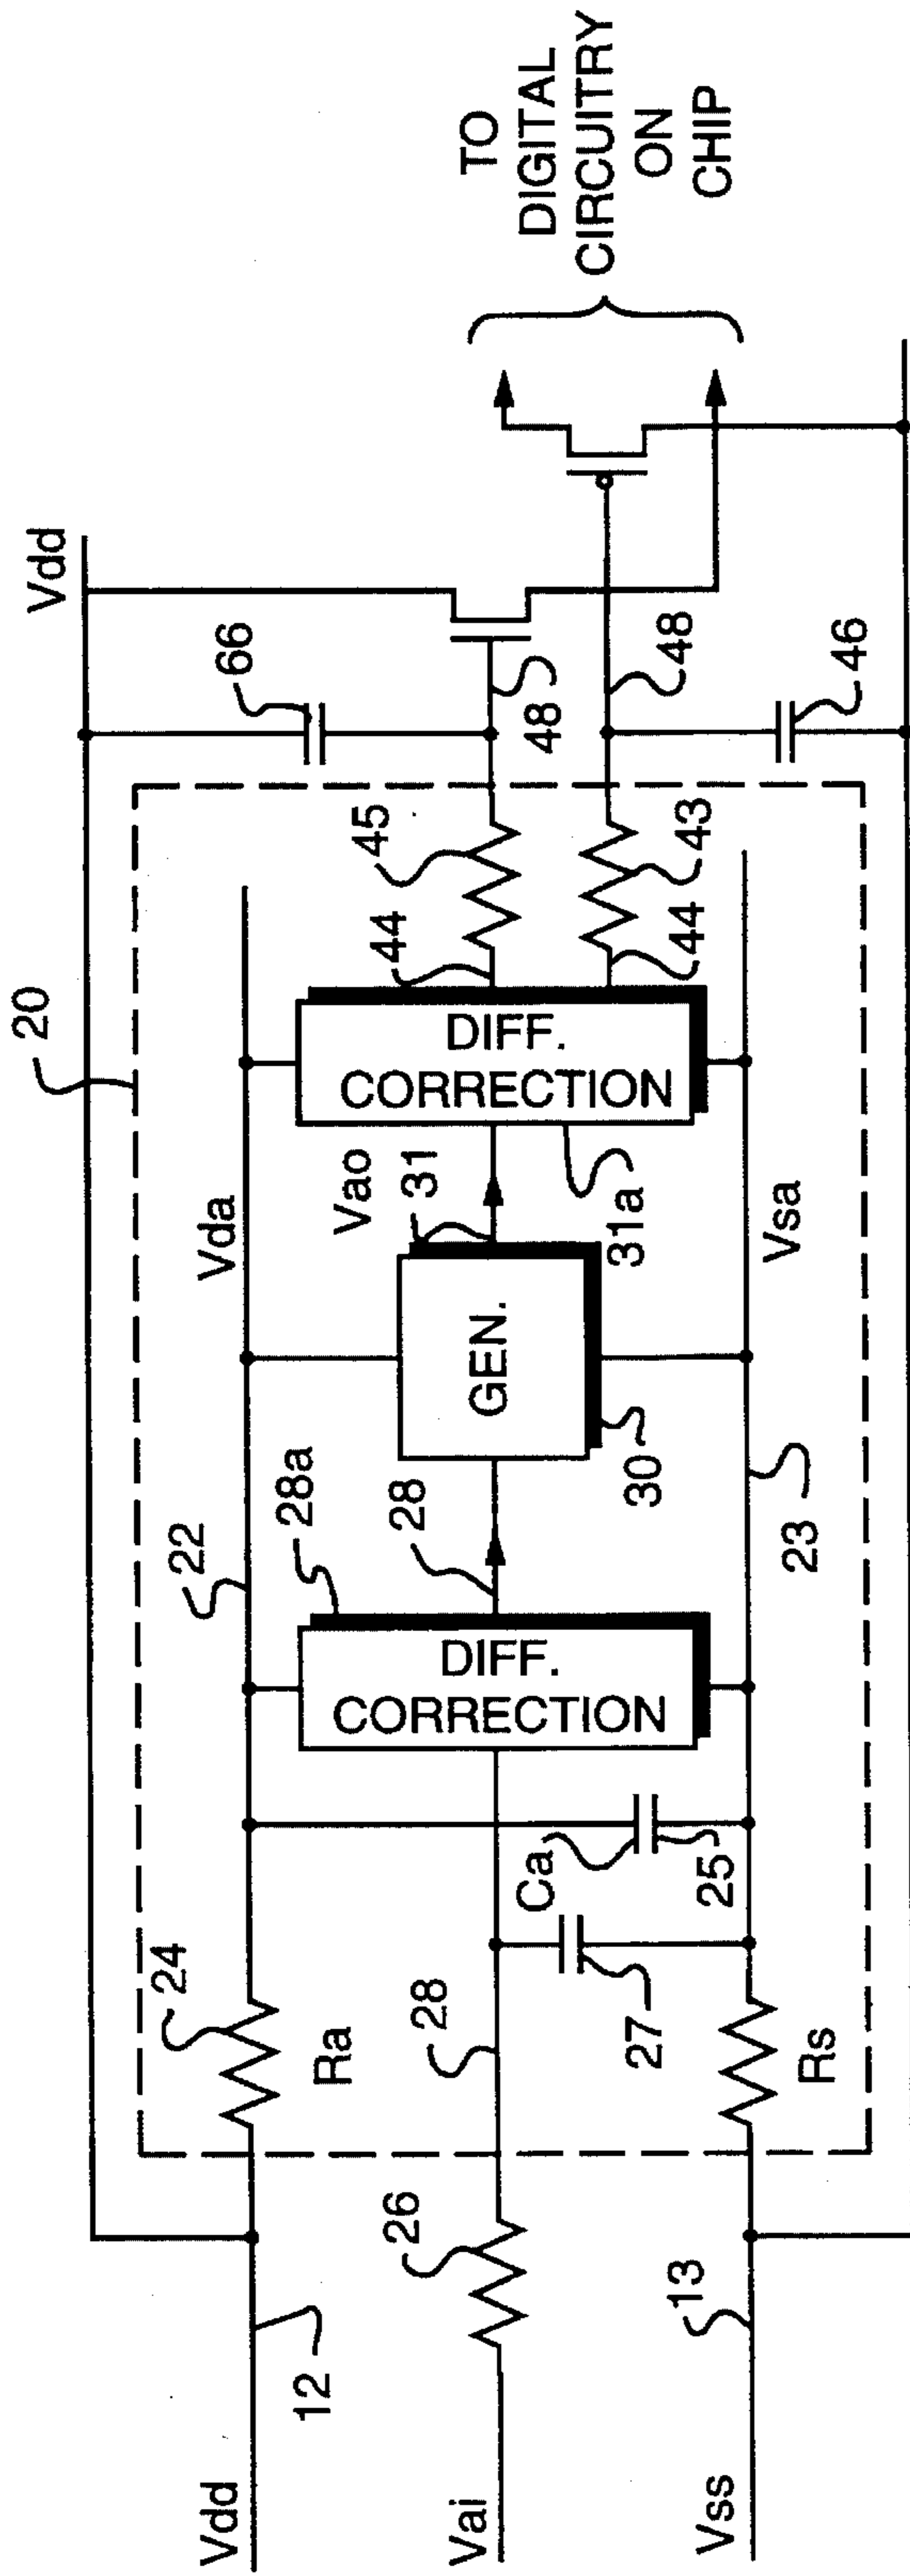 20
Vdd
Vdd
12
24
Ra
22
Vda
66
Vai
26
28
28a
DIFF.
CORRECTION
28
GEN.
30
Vao
31
DIFF.
CORRECTION
31a
44
45
48
44
43
48
46
Ca
25
27
Vss
13
Rs
23
Vsa
TO
DIGITAL
CIRCUITRY
ON
CHIP